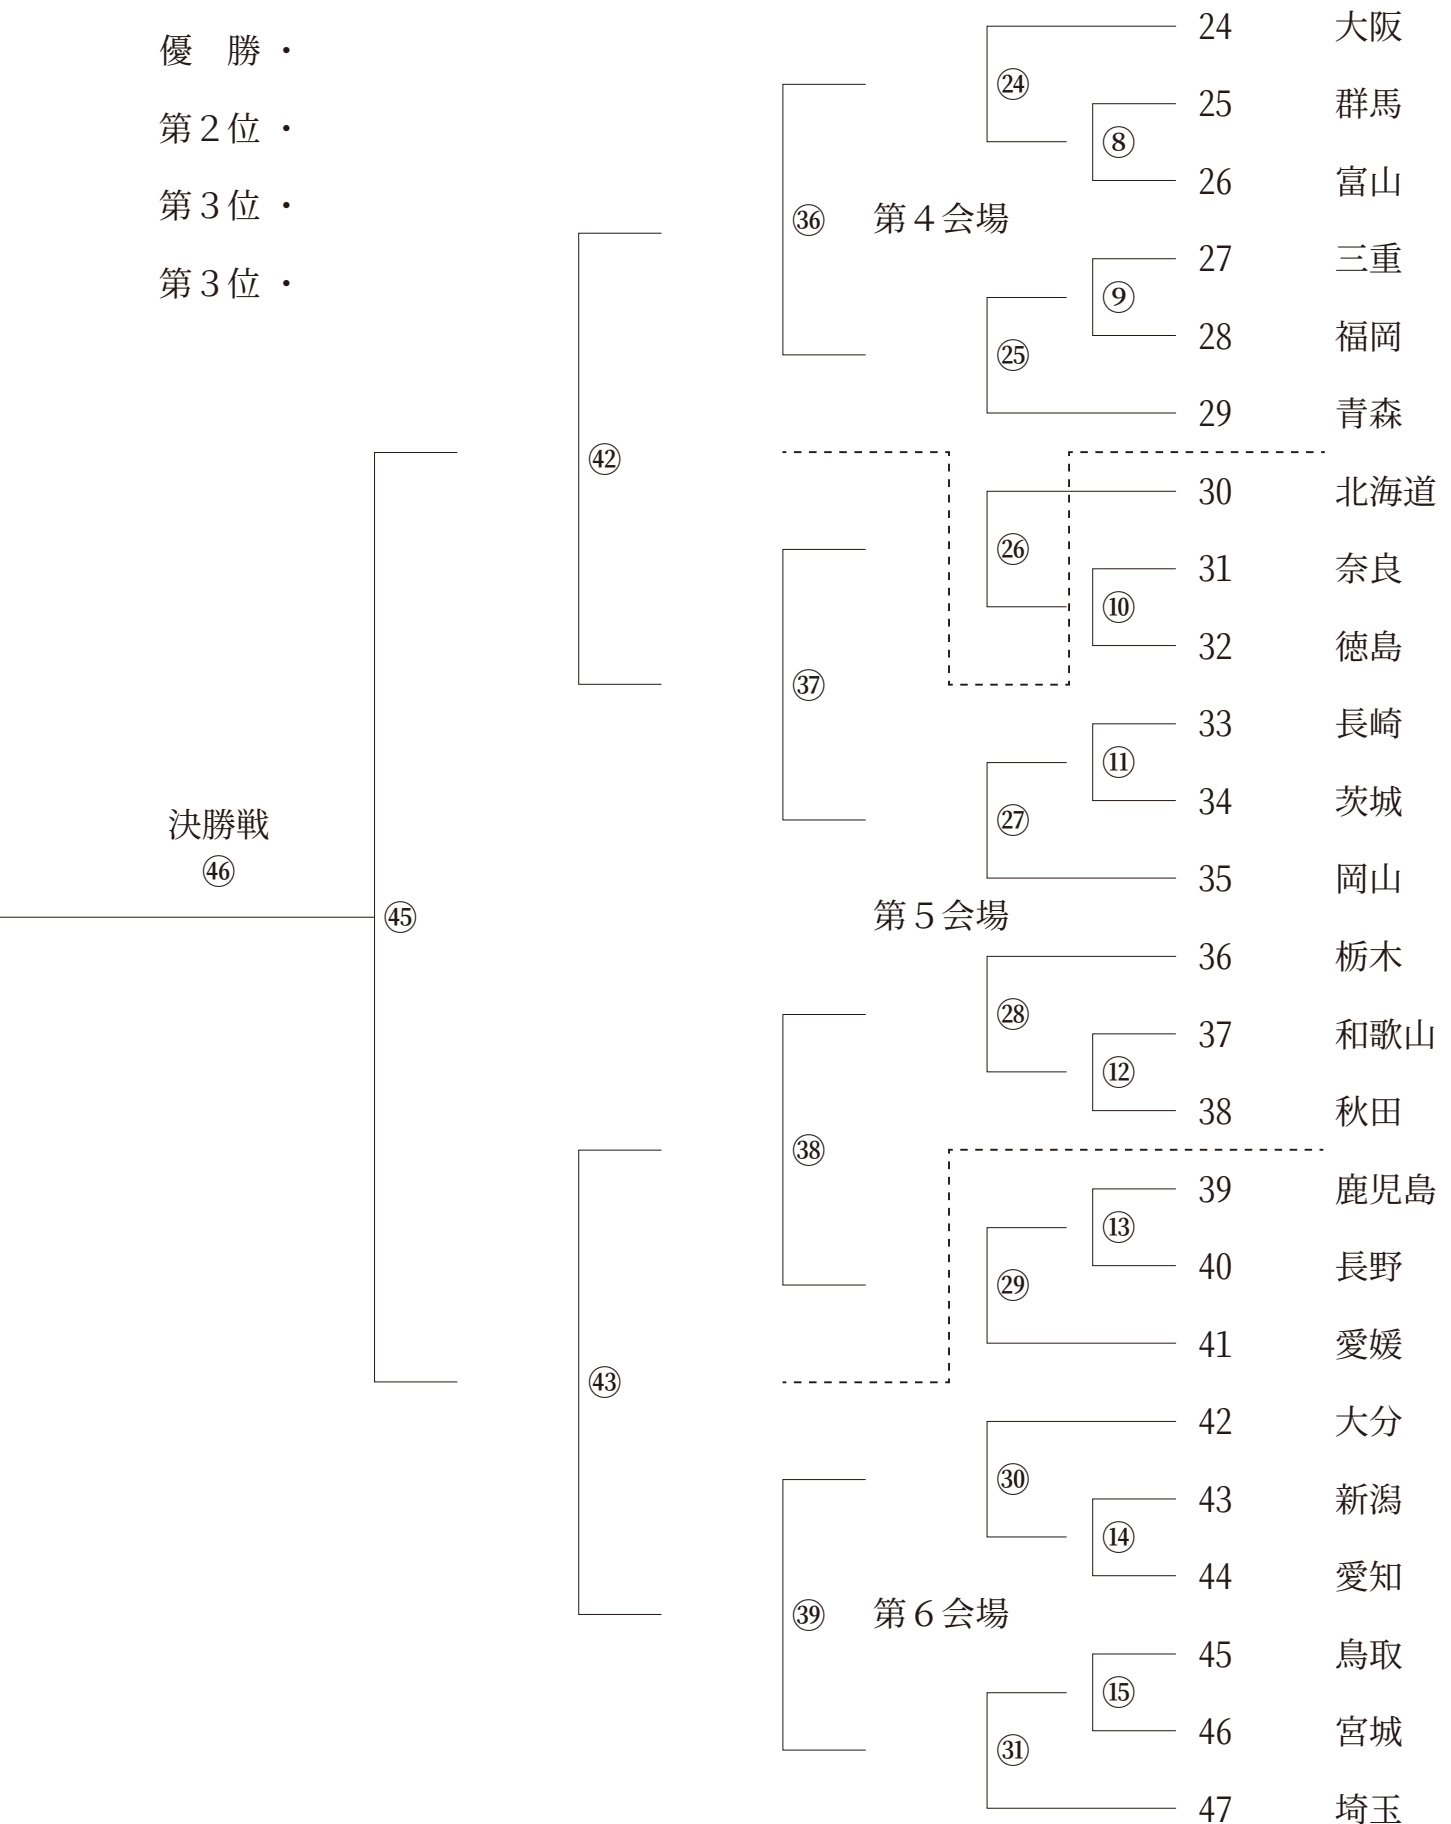 優　勝・
第２位・
第３位・
第３位・
決勝戦
㊻
㊺
㊷
㊸
㊱
㊲
㊳
㊴
第４会場
第５会場
第６会場
㉔
㉕
㉖
㉗
㉘
㉙
㉚
㉛
⑧
⑨
⑩
⑪
⑫
⑬
⑭
⑮
24 大阪
25 群馬
26 富山
27 三重
28 福岡
29 青森
30 北海道
31 奈良
32 徳島
33 長崎
34 茨城
35 岡山
36 栃木
37 和歌山
38 秋田
39 鹿児島
40 長野
41 愛媛
42 大分
43 新潟
44 愛知
45 鳥取
46 宮城
47 埼玉